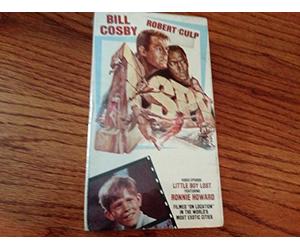 BILL
COSBY
ROBERT CULP
I SPY
VIDEO EPISODE:
LITTLE BOY LOST
FEATURING
RONNIE HOWARD
FILMED "ON LOCATION"
IN THE WORLD'S
MOST EXOTIC CITIES